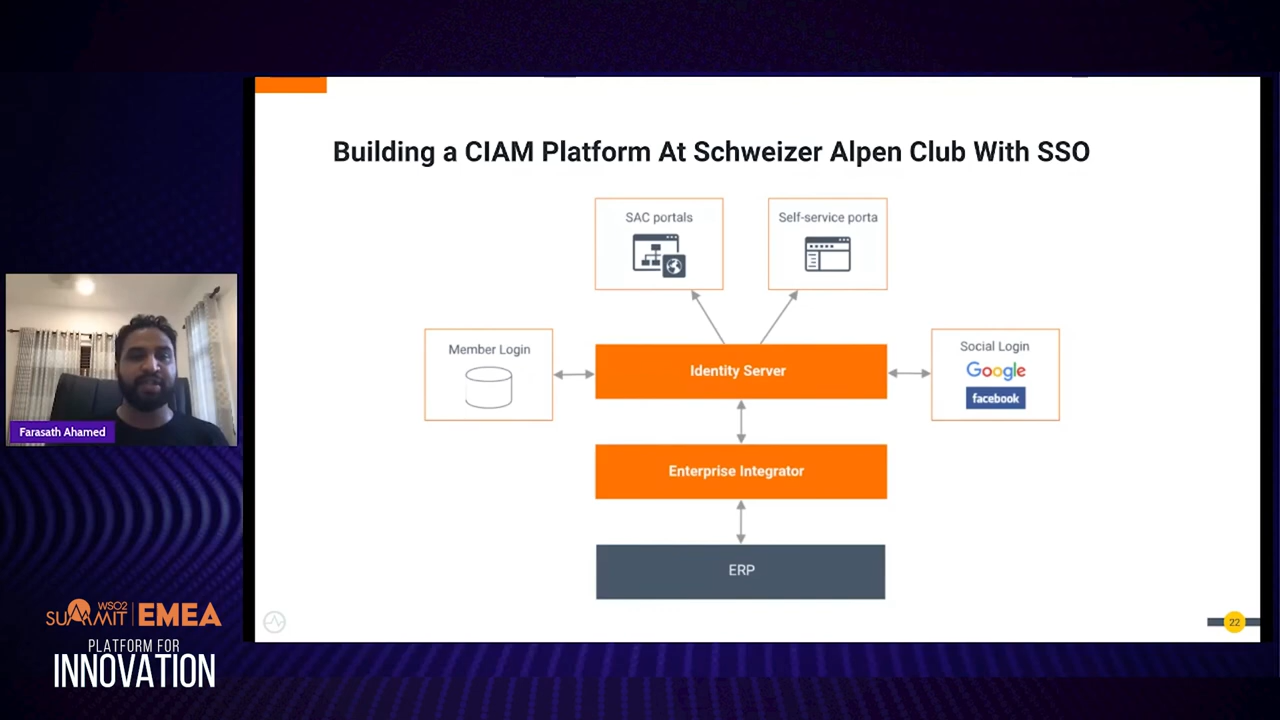 Building a CIAM Platform At Schweizer Alpen Club With SSO
SAC portals
Self-service porta
Member Login
Identity Server
Social Login
Google
facebook
Enterprise Integrator
ERP
22
Farasath Ahamed
WSO2
SUMMIT | EMEA
PLATFORM FOR
INNOVATION